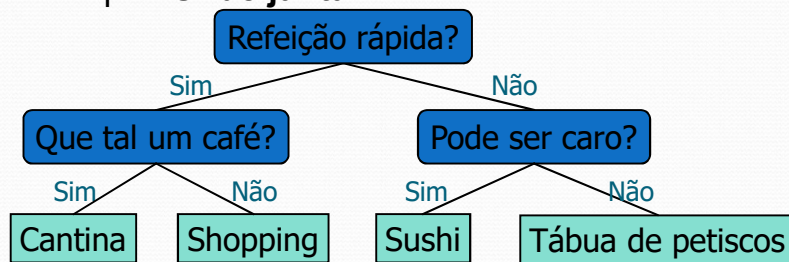 Refeição rápida?
Sim Não
Que tal um café? Pode ser caro?
Sim Não Sim Não
Cantina Shopping Sushi Tábua de petiscos